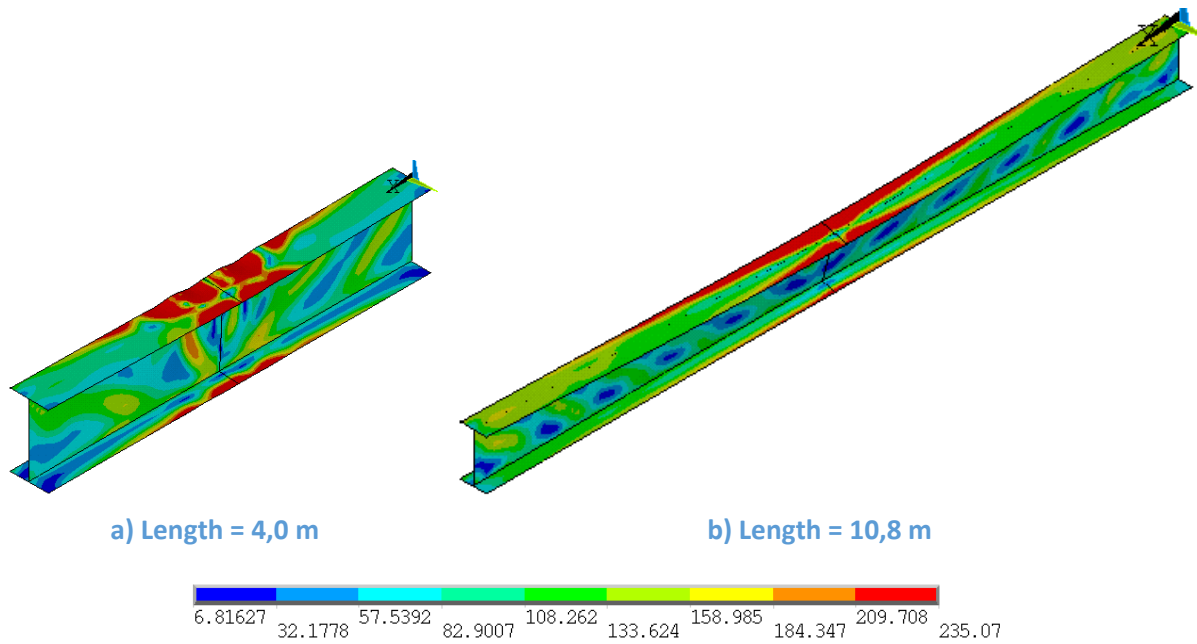 X
X
a) Length = 4,0 m
b) Length = 10,8 m
6.81627 57.5392 108.262 158.985 209.708
32.1778 82.9007 133.624 184.347 235.07